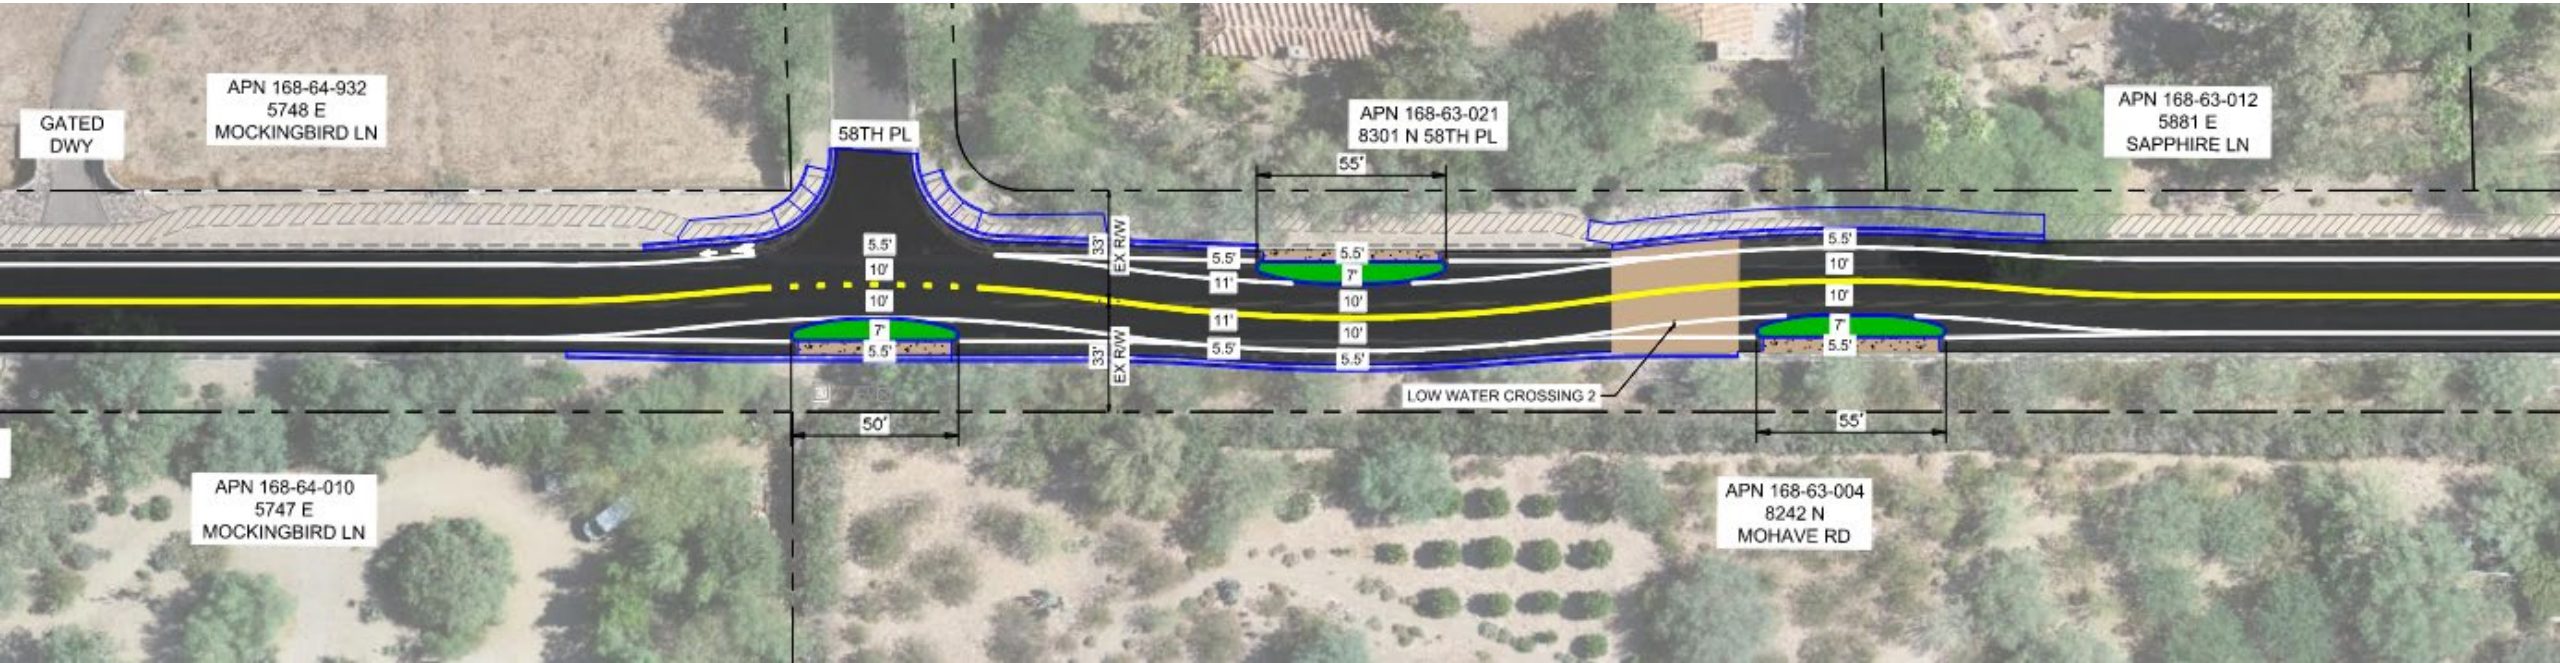 GATED
DWY
APN 168-64-932
5748 E
MOCKINGBIRD LN
58TH PL
APN 168-63-021
8301 N 58TH PL
55'
APN 168-63-012
5881 E
SAPPHIRE LN
5.5'
10'
10'
7'
5.5'
50'
33'
EX R/W
33'
EX R/W
5.5'
11'
11'
5.5'
5.5'
7'
10'
10'
5.5'
LOW WATER CROSSING 2
5.5'
10'
10'
7'
5.5'
55'
APN 168-64-010
5747 E
MOCKINGBIRD LN
APN 168-63-004
8242 N
MOHAVE RD